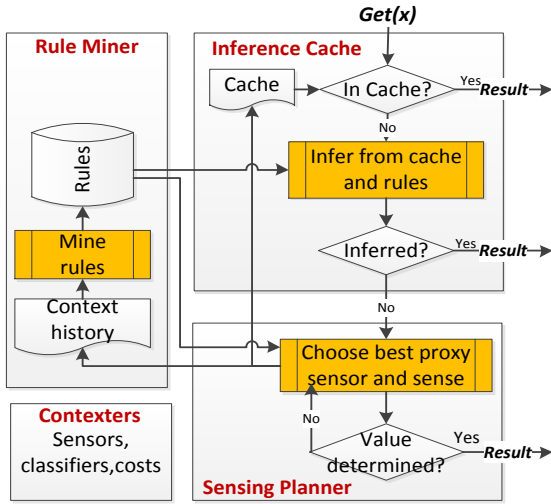 Get(x)
Rule Miner
Inference Cache
Cache
In Cache?
Yes
Result
No
Rules
Infer from cache
and rules
Mine
rules
Inferred?
Yes
Result
Context
history
No
Choose best proxy
sensor and sense
Contexters
Sensors,
classifiers,costs
No
Value
determined?
Yes
Result
Sensing Planner